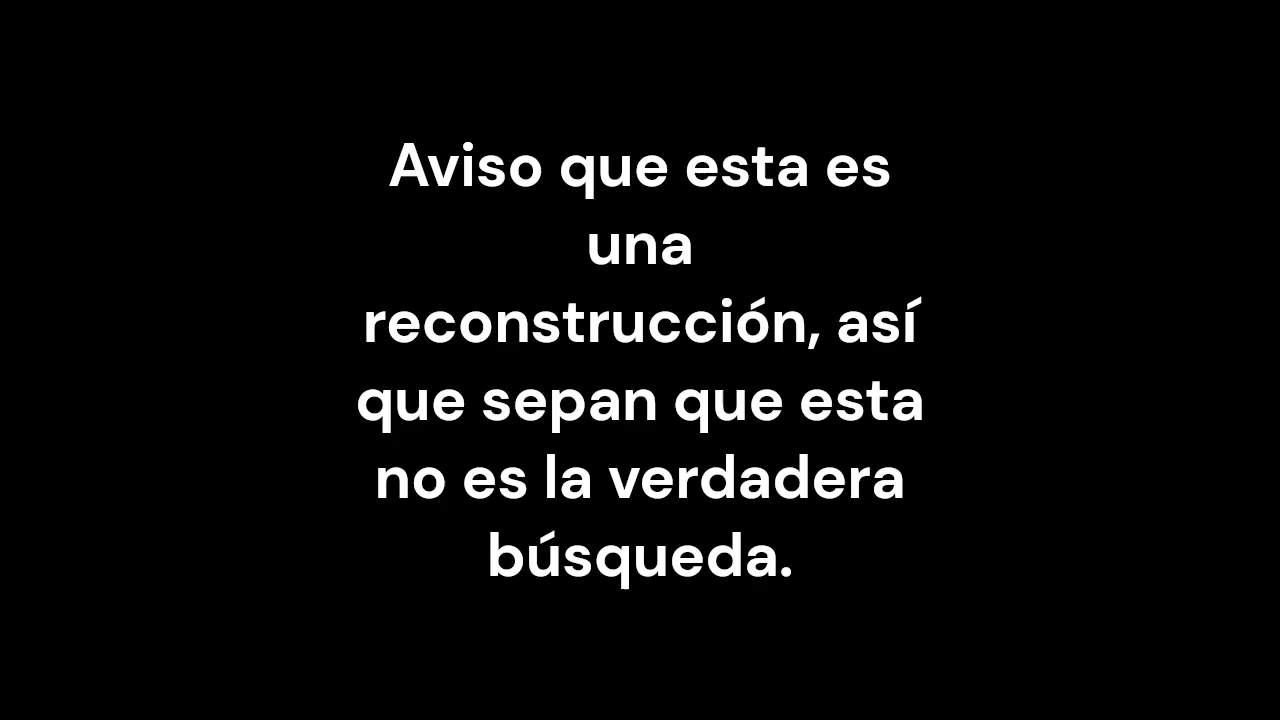 Aviso que esta es
una
reconstrucción, así
que sepan que esta
no es la verdadera
búsqueda.